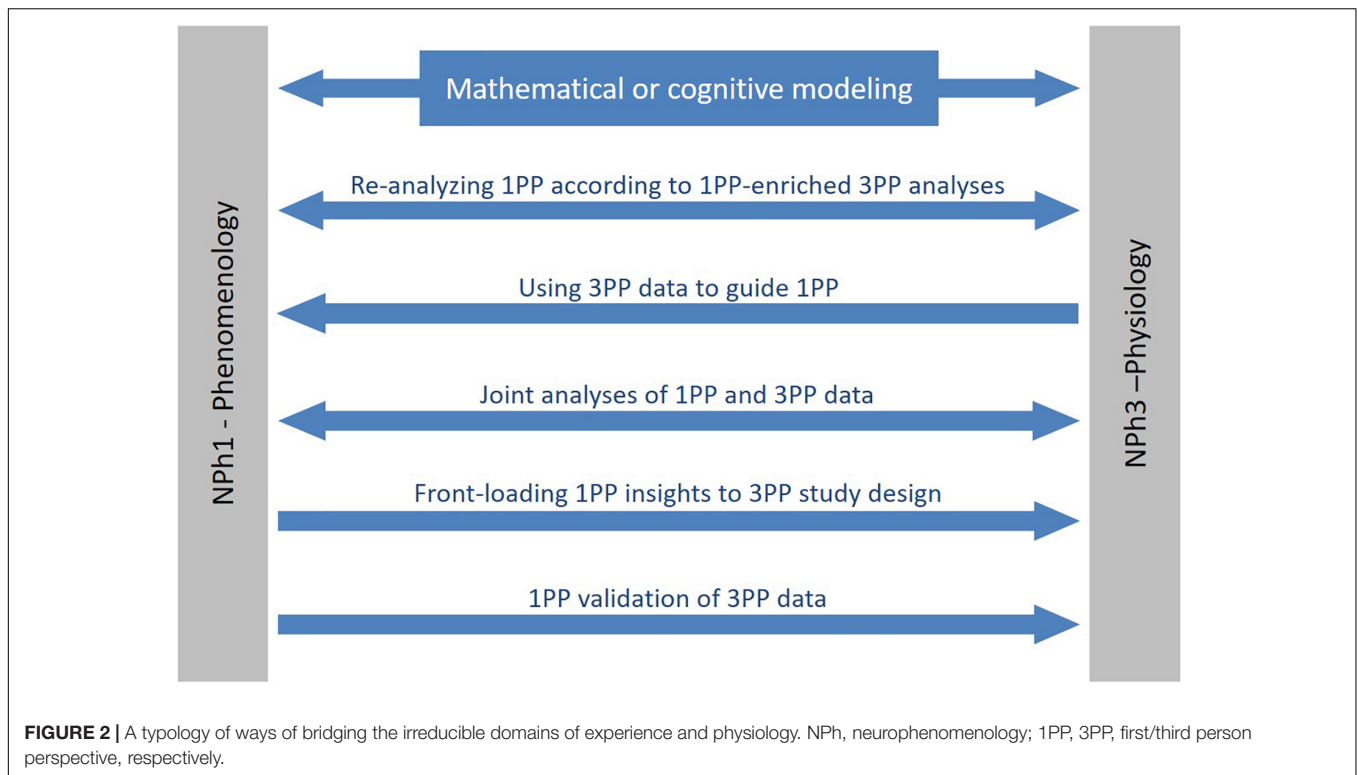 NPh1 - Phenomenology
Mathematical or cognitive modeling
Re-analyzing 1PP according to 1PP-enriched 3PP analyses
Using 3PP data to guide 1PP
Joint analyses of 1PP and 3PP data
Front-loading 1PP insights to 3PP study design
1PP validation of 3PP data
NPh3 –Physiology
FIGURE 2 | A typology of ways of bridging the irreducible domains of experience and physiology. NPh, neurophenomenology; 1PP, 3PP, first/third person
perspective, respectively.